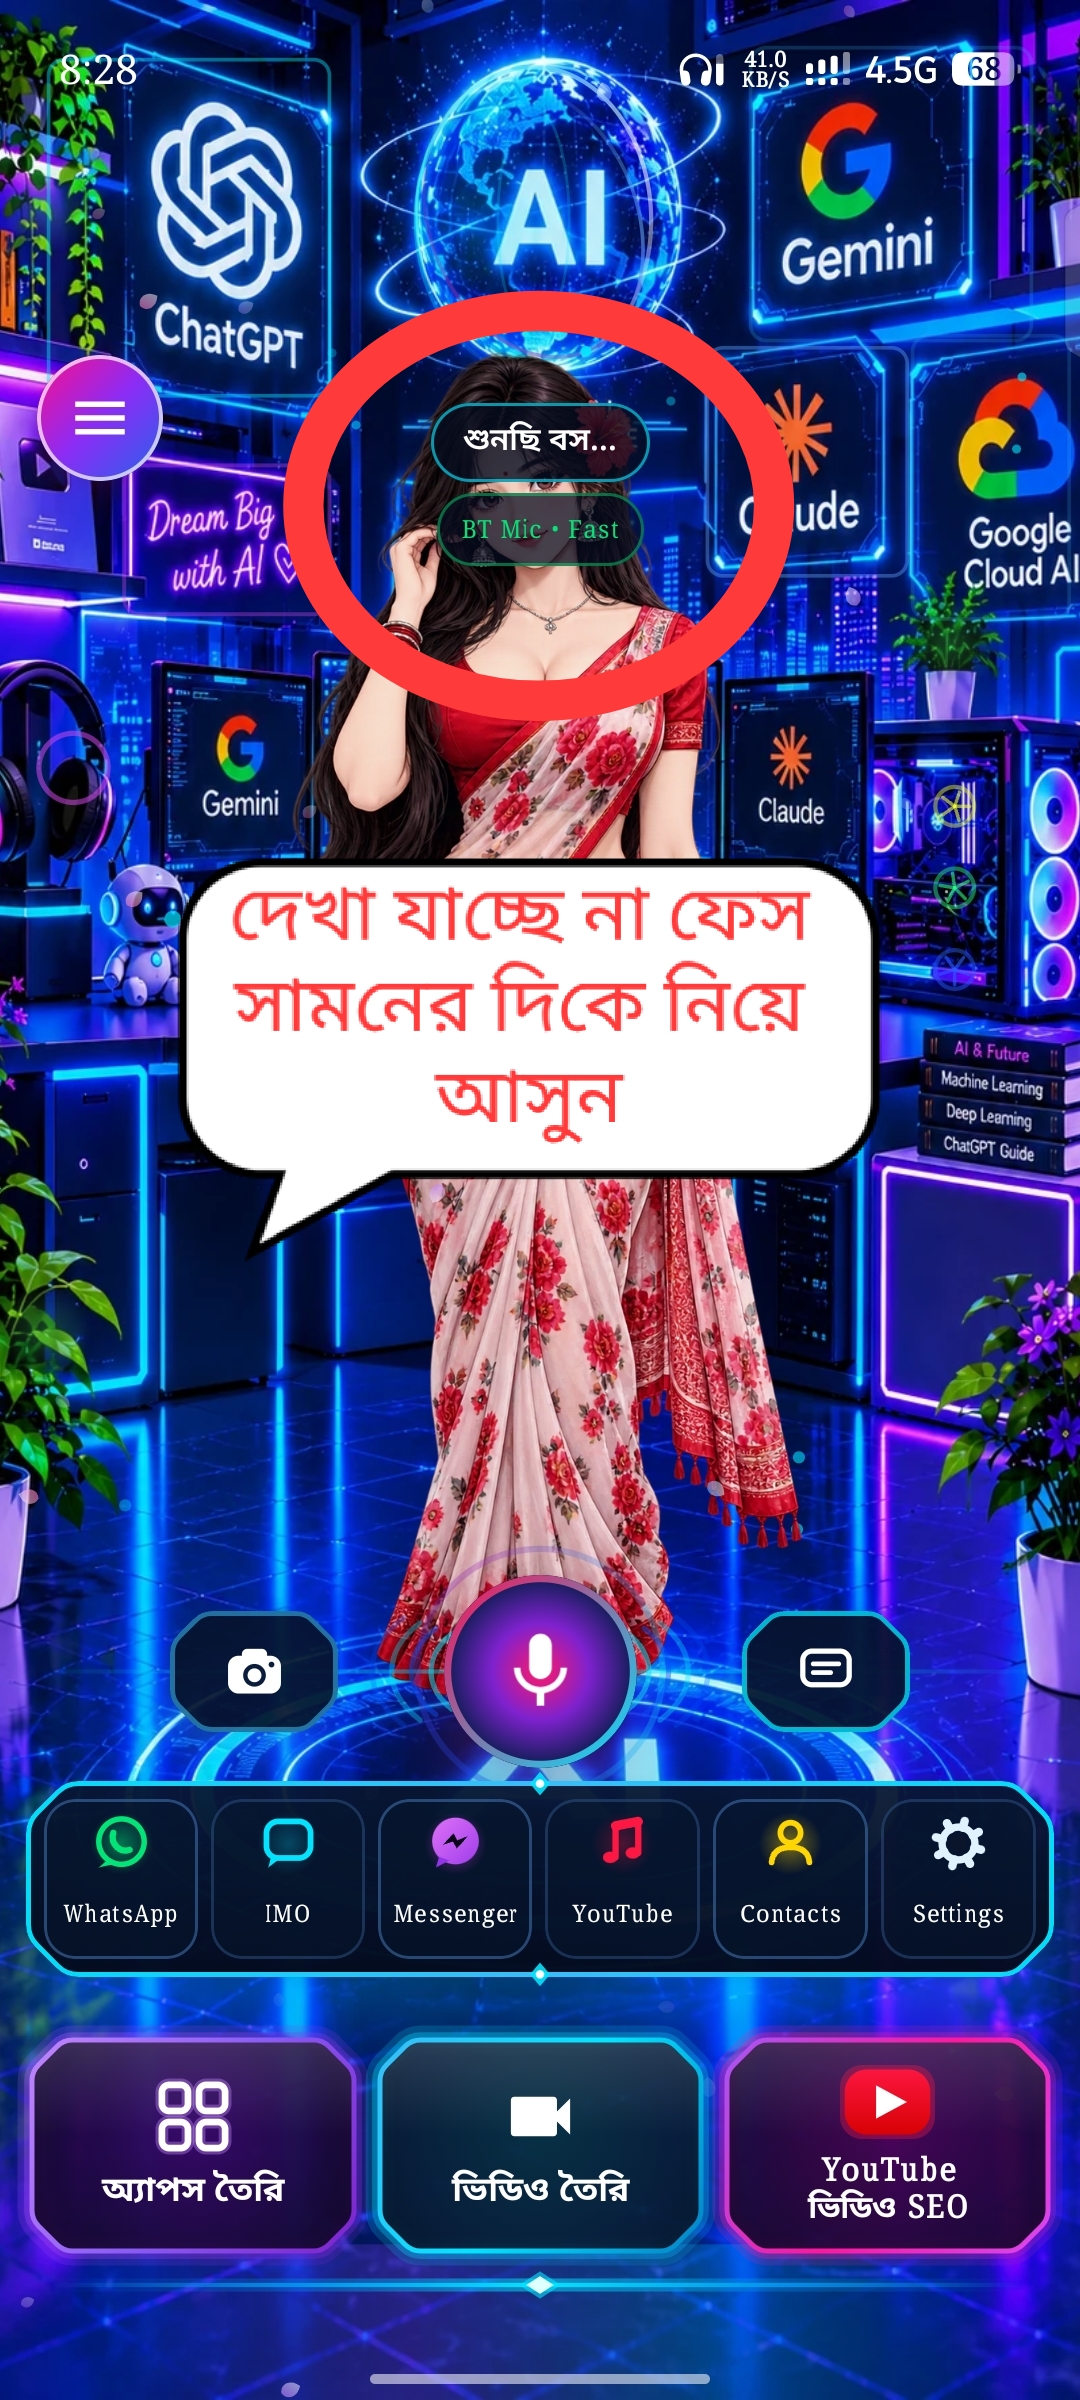 8:28
41.0
KB/S
4.5G
68
AI
ChatGPT
Gemini
শুনছি বস...
BT Mic • Fast
Claude
Google
Cloud AI
Dream Big
with AI
Gemini
Claude
দেখা যাচ্ছে না ফেস
সামনের দিকে নিয়ে
আসুন
AI & Future
Machine Learning
Deep Learning
ChatGPT Guide
AI
WhatsApp
IMO
Messenger
YouTube
Contacts
Settings
অ্যাপস তৈরি
ভিডিও তৈরি
YouTube
ভিডিও SEO